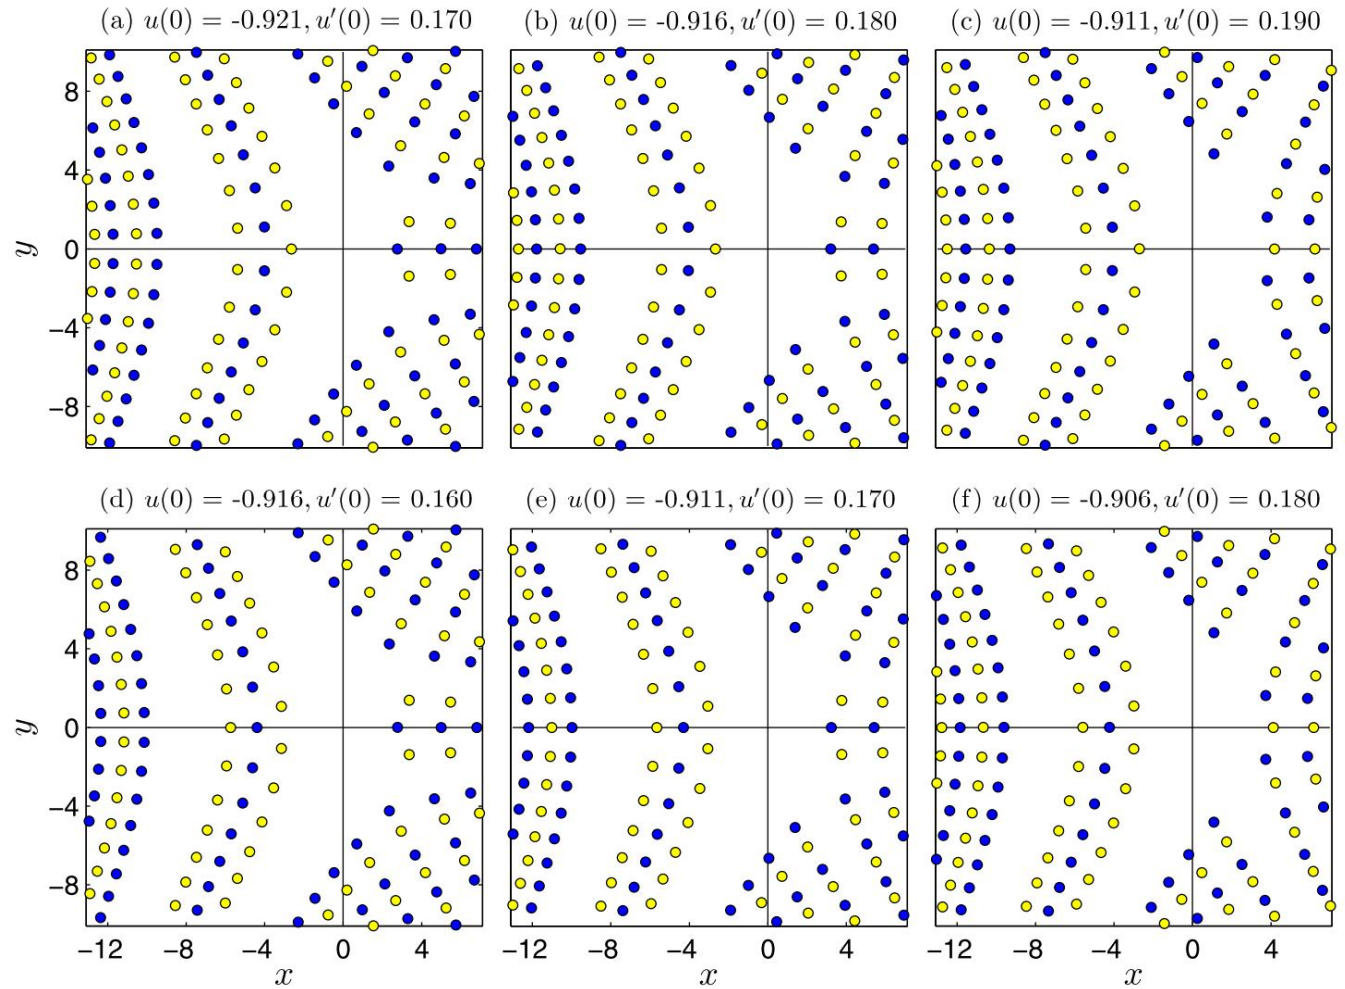 (a) u(0) = -0.921, u′(0) = 0.170
(b) u(0) = -0.916, u′(0) = 0.180
(c) u(0) = -0.911, u′(0) = 0.190
8
4
0
−4
−8
y
(d) u(0) = -0.916, u′(0) = 0.160
(e) u(0) = -0.911, u′(0) = 0.170
(f) u(0) = -0.906, u′(0) = 0.180
8
4
0
−4
−8
y
−12 −8 −4 0 4
−12 −8 −4 0 4
−12 −8 −4 0 4
x
x
x